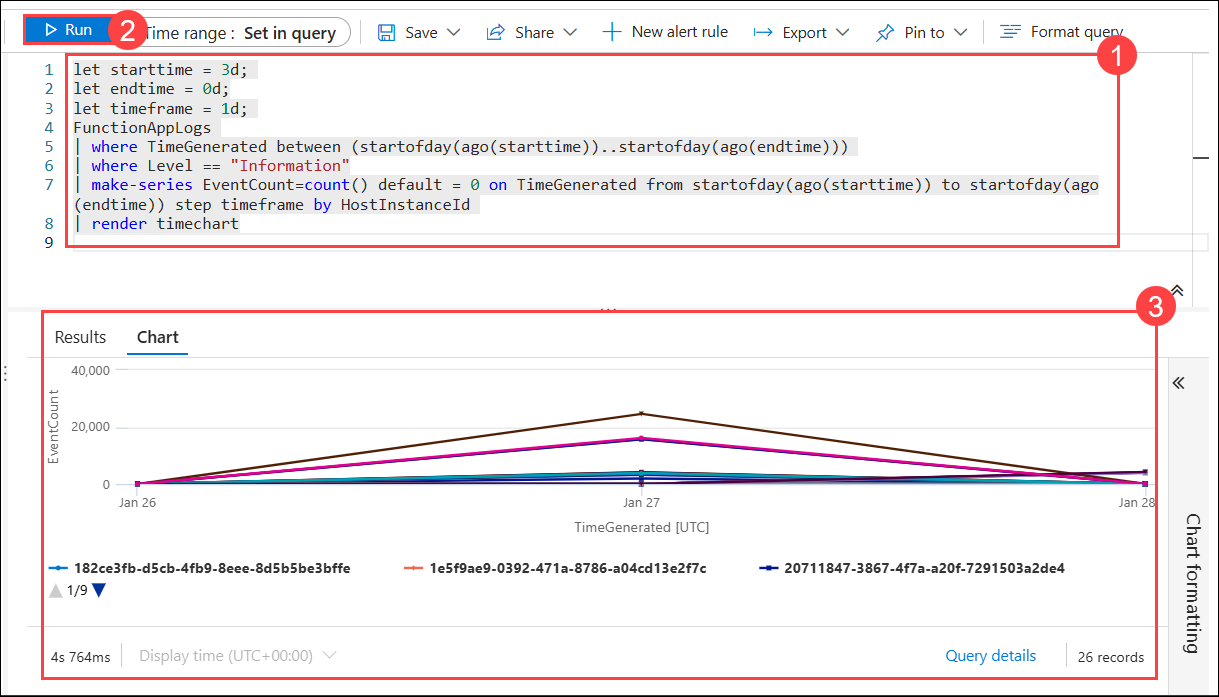 Run
2
Time range : Set in query
Save
Share
New alert rule
Export
Pin to
Format query
1
1 let starttime = 3d;
2 let endtime = 0d;
3 let timeframe = 1d;
4 FunctionAppLogs
5 | where TimeGenerated between (startofday(ago(starttime))..startofday(ago(endtime)))
6 | where Level == "Information"
7 | make-series EventCount=count() default = 0 on TimeGenerated from startofday(ago(starttime)) to startofday(ago
(endtime)) step timeframe by HostInstanceId
8 | render timechart
9
3
Results Chart
40,000
20,000
0
EventCount
Jan 26 Jan 27 Jan 28
TimeGenerated [UTC]
182ce3fb-d5cb-4fb9-8eee-8d5b5be3bffe 1e5f9ae9-0392-471a-8786-a04cd13e2f7c 20711847-3867-4f7a-a20f-7291503a2de4
1/9
Chart formatting
4s 764ms Display time (UTC+00:00) Query details 26 records